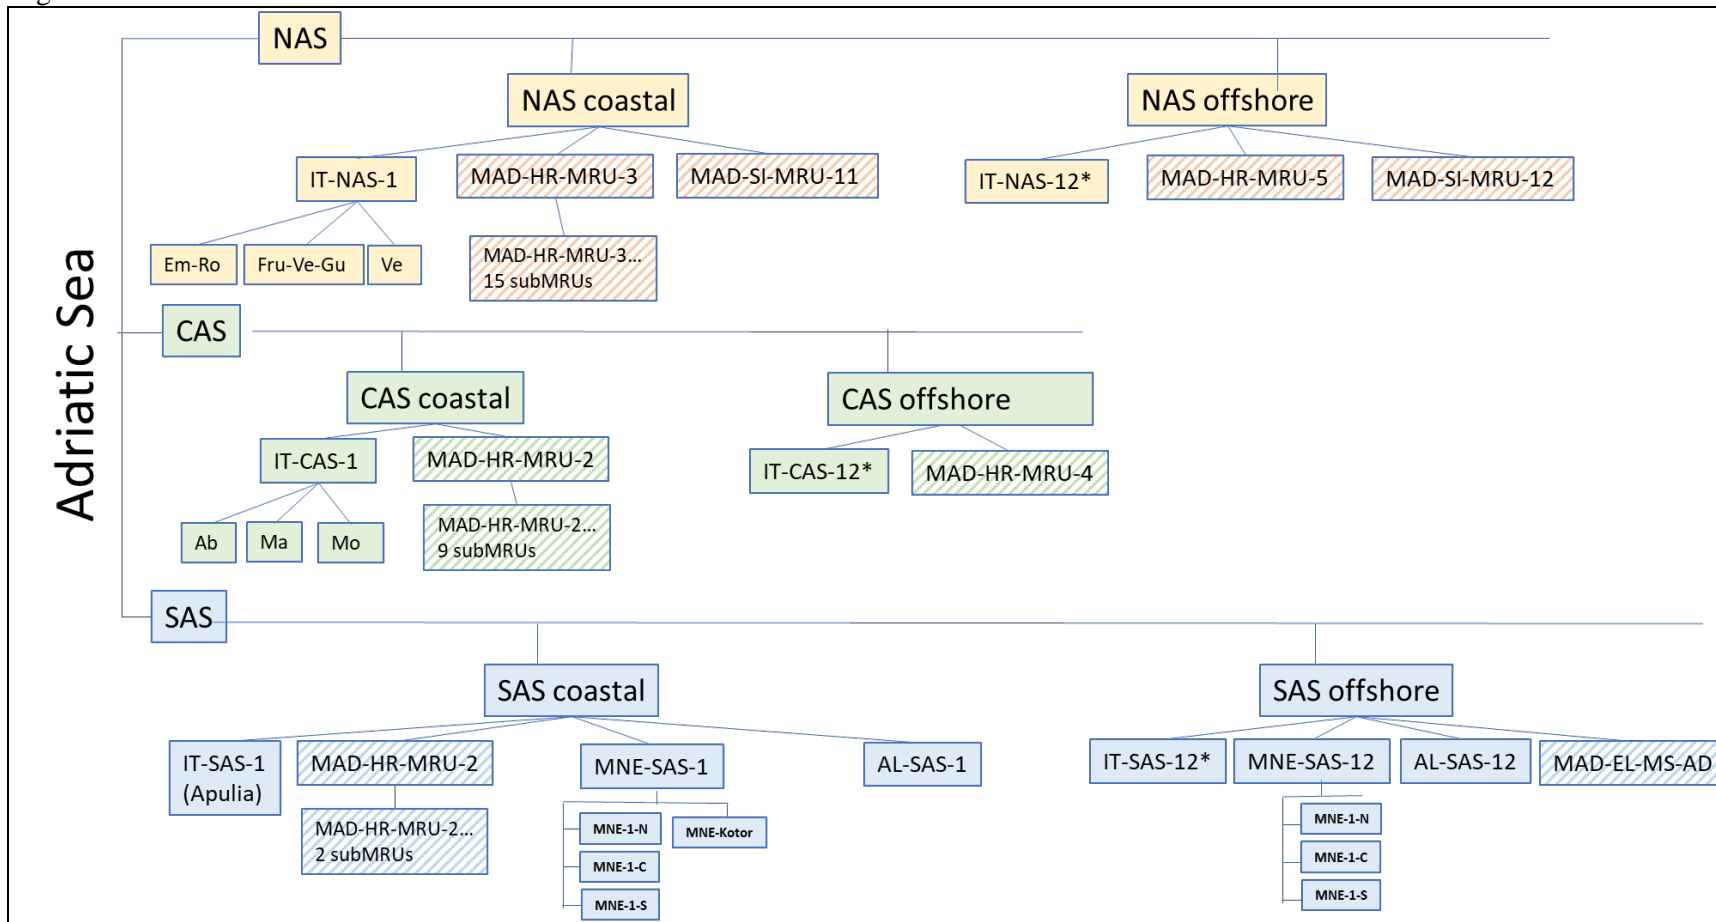 NAS
NAS coastal
NAS offshore
IT-NAS-1
MAD-HR-MRU-3
MAD-SI-MRU-11
IT-NAS-12*
MAD-HR-MRU-5
MAD-SI-MRU-12
Em-Ro
Fru-Ve-Gu
Ve
MAD-HR-MRU-3...
15 subMRUs
Adriatic Sea
CAS
CAS coastal
CAS offshore
IT-CAS-1
MAD-HR-MRU-2
IT-CAS-12*
MAD-HR-MRU-4
Ab
Ma
Mo
MAD-HR-MRU-2...
9 subMRUs
SAS
SAS coastal
SAS offshore
IT-SAS-1
(Apulia)
MAD-HR-MRU-2
MNE-SAS-1
AL-SAS-1
IT-SAS-12*
MNE-SAS-12
AL-SAS-12
MAD-EL-MS-AD
MAD-HR-MRU-2...
2 subMRUs
MNE-1-N
MNE-Kotor
MNE-1-C
MNE-1-S
MNE-1-N
MNE-1-C
MNE-1-S